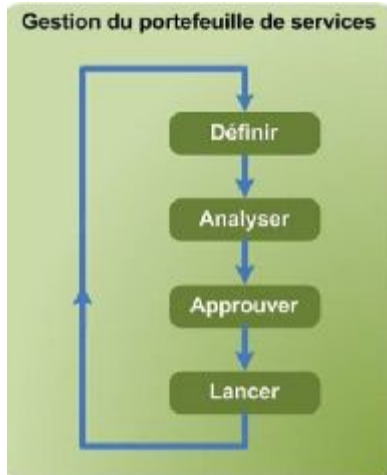 Gestion du portefeuille de services
Définir
Analyser
Approuver
Lancer